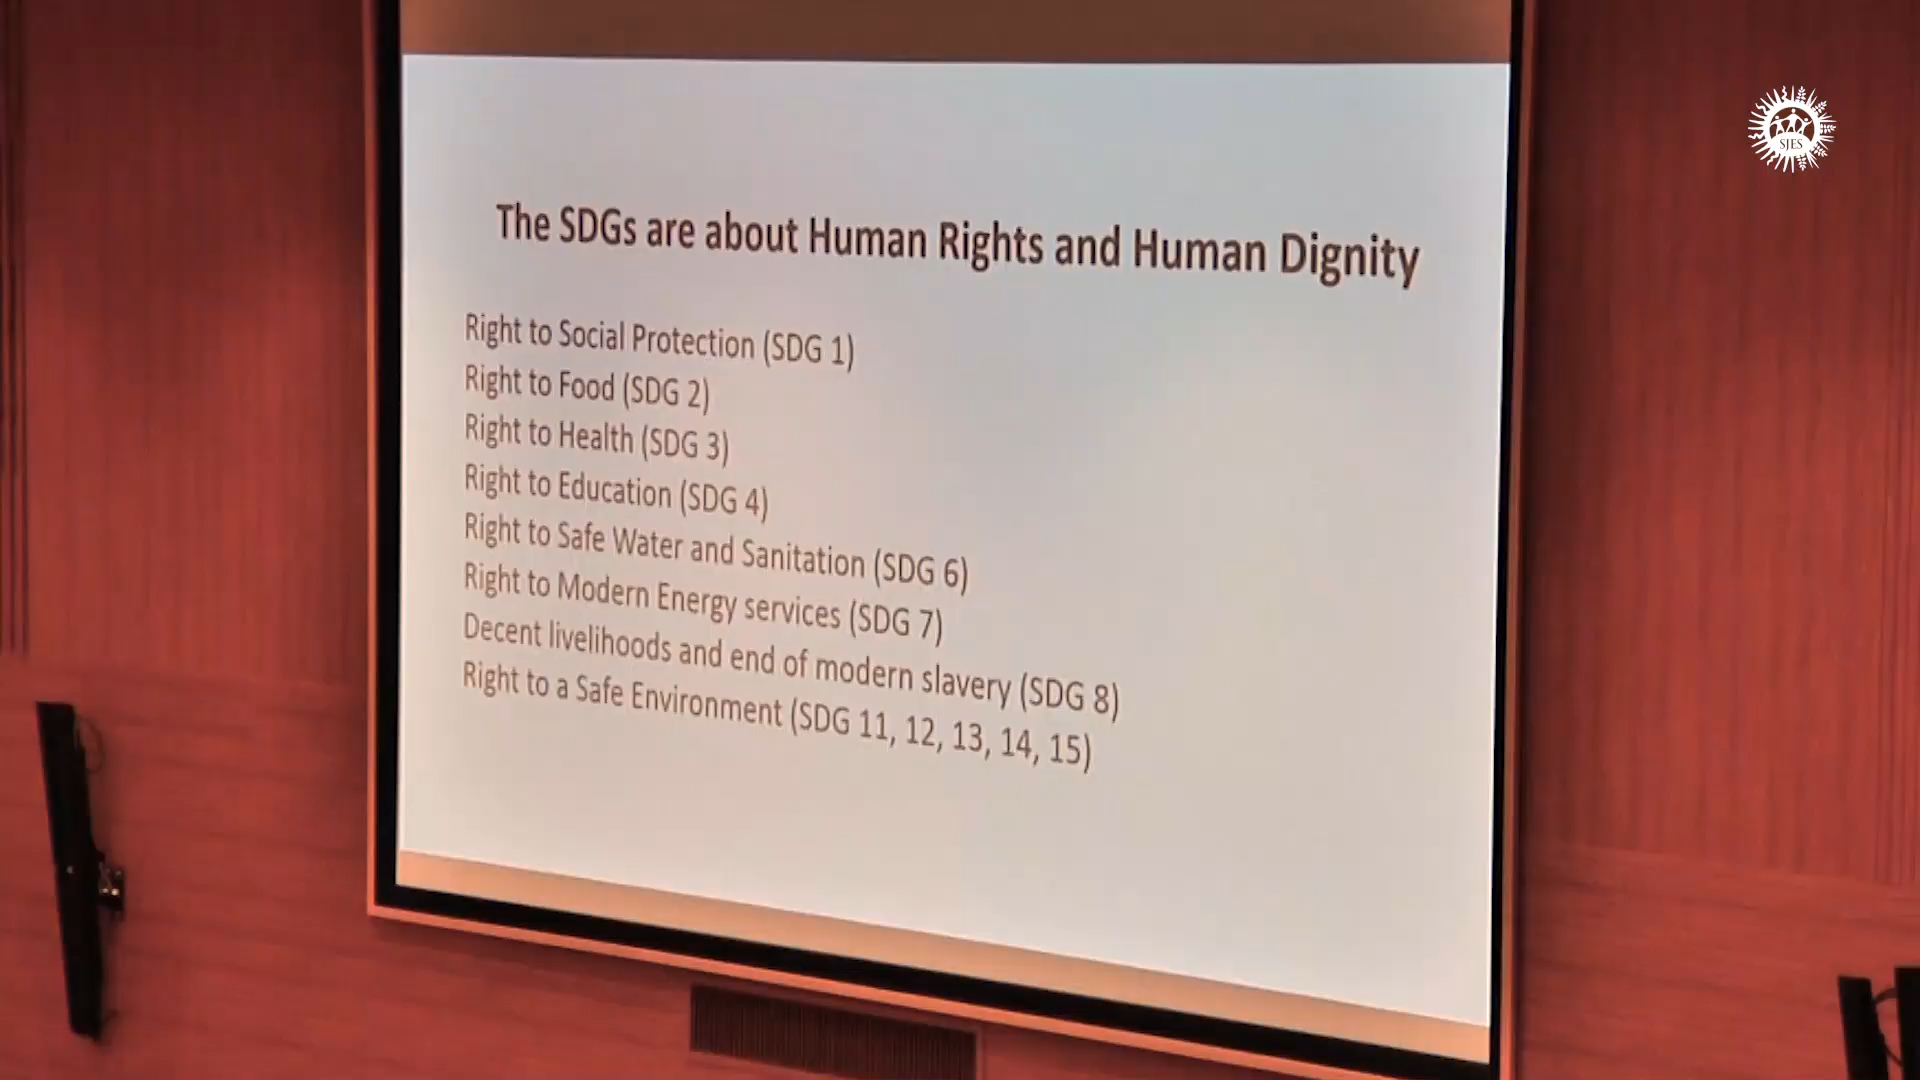 The SDGs are about Human Rights and Human Dignity
Right to Social Protection (SDG 1)
Right to Food (SDG 2)
Right to Health (SDG 3)
Right to Education (SDG 4)
Right to Safe Water and Sanitation (SDG 6)
Right to Modern Energy services (SDG 7)
Decent livelihoods and end of modern slavery (SDG 8)
Right to a Safe Environment (SDG 11, 12, 13, 14, 15)
SJES